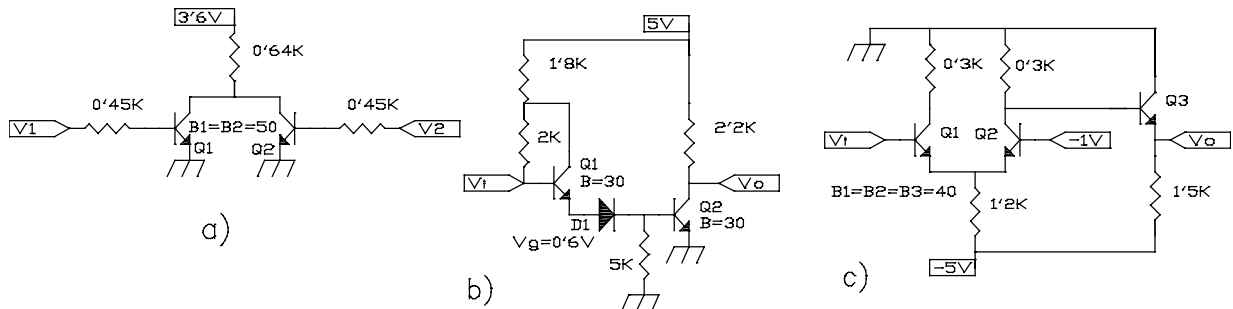 3'6V
0'64K
0'45K
0'45K
V1
B1=B2=50
V2
Q1
Q2
a)
5V
1'8K
2K
2'2K
Q1
B=30
Vi
Vo
D1
Q2
B=30
Vg=0'6V
5K
b)
0'3K
0'3K
Q3
Vi
Q1
Q2
-1V
Vo
B1=B2=B3=40
1'2K
1'5K
-5V
c)